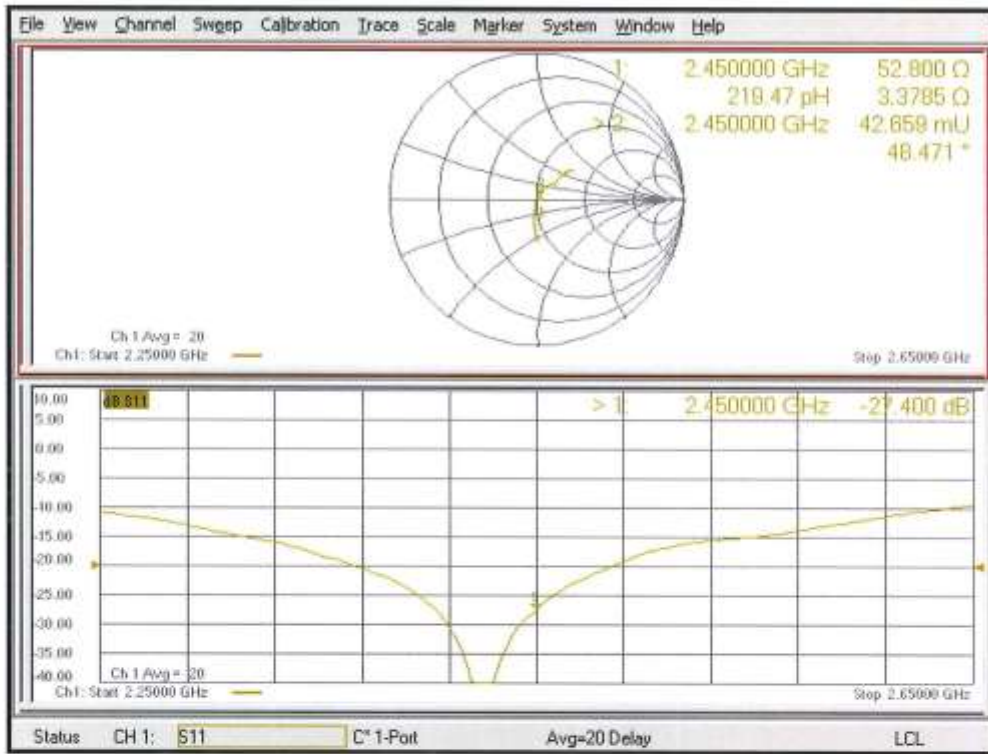 File View Channel Sweep Calibration Trace Scale Marker System Window Help
1: 2.450000 GHz 52.800 Ω
219.47 pH 3.3785 Ω
> 2: 2.450000 GHz 42.659 mU
48.471 °
Ch 1 Avg = 20
Ch1: Start 2.25000 GHz
Stop 2.65000 GHz
10.00 dB S11 > 1: 2.450000 GHz -27.400 dB
5.00
0.00
-5.00
-10.00
-15.00
-20.00
-25.00
-30.00
-35.00
-40.00 Ch 1 Avg = 20
Ch1: Start 2.25000 GHz
Stop 2.65000 GHz
Status CH 1: S11 C* 1-Port Avg=20 Delay LCL